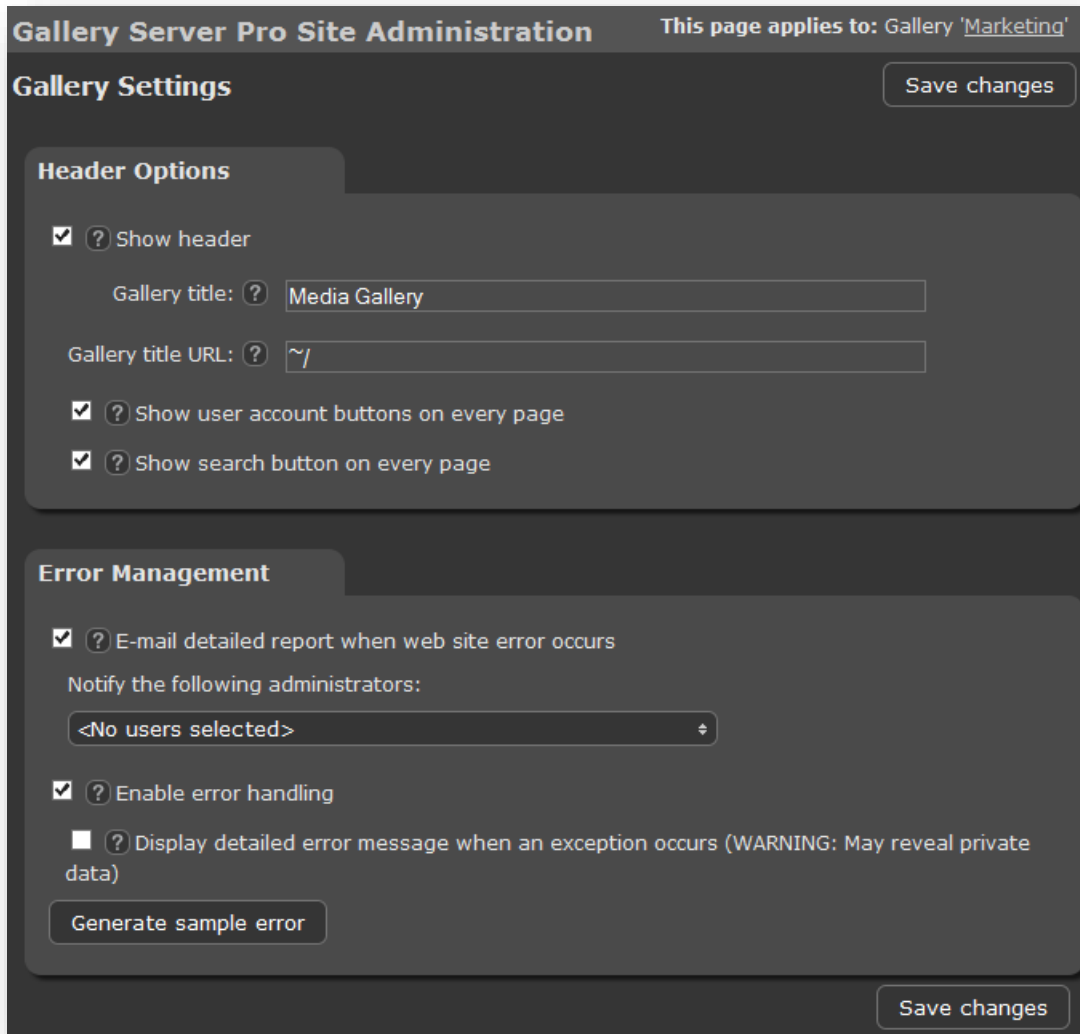 Gallery Server Pro Site Administration
This page applies to: Gallery 'Marketing'
Gallery Settings
Save changes
Header Options
? Show header
Gallery title: ? Media Gallery
Gallery title URL: ? ~/
? Show user account buttons on every page
? Show search button on every page
Error Management
? E-mail detailed report when web site error occurs
Notify the following administrators:
<No users selected>
? Enable error handling
? Display detailed error message when an exception occurs (WARNING: May reveal private
data)
Generate sample error
Save changes